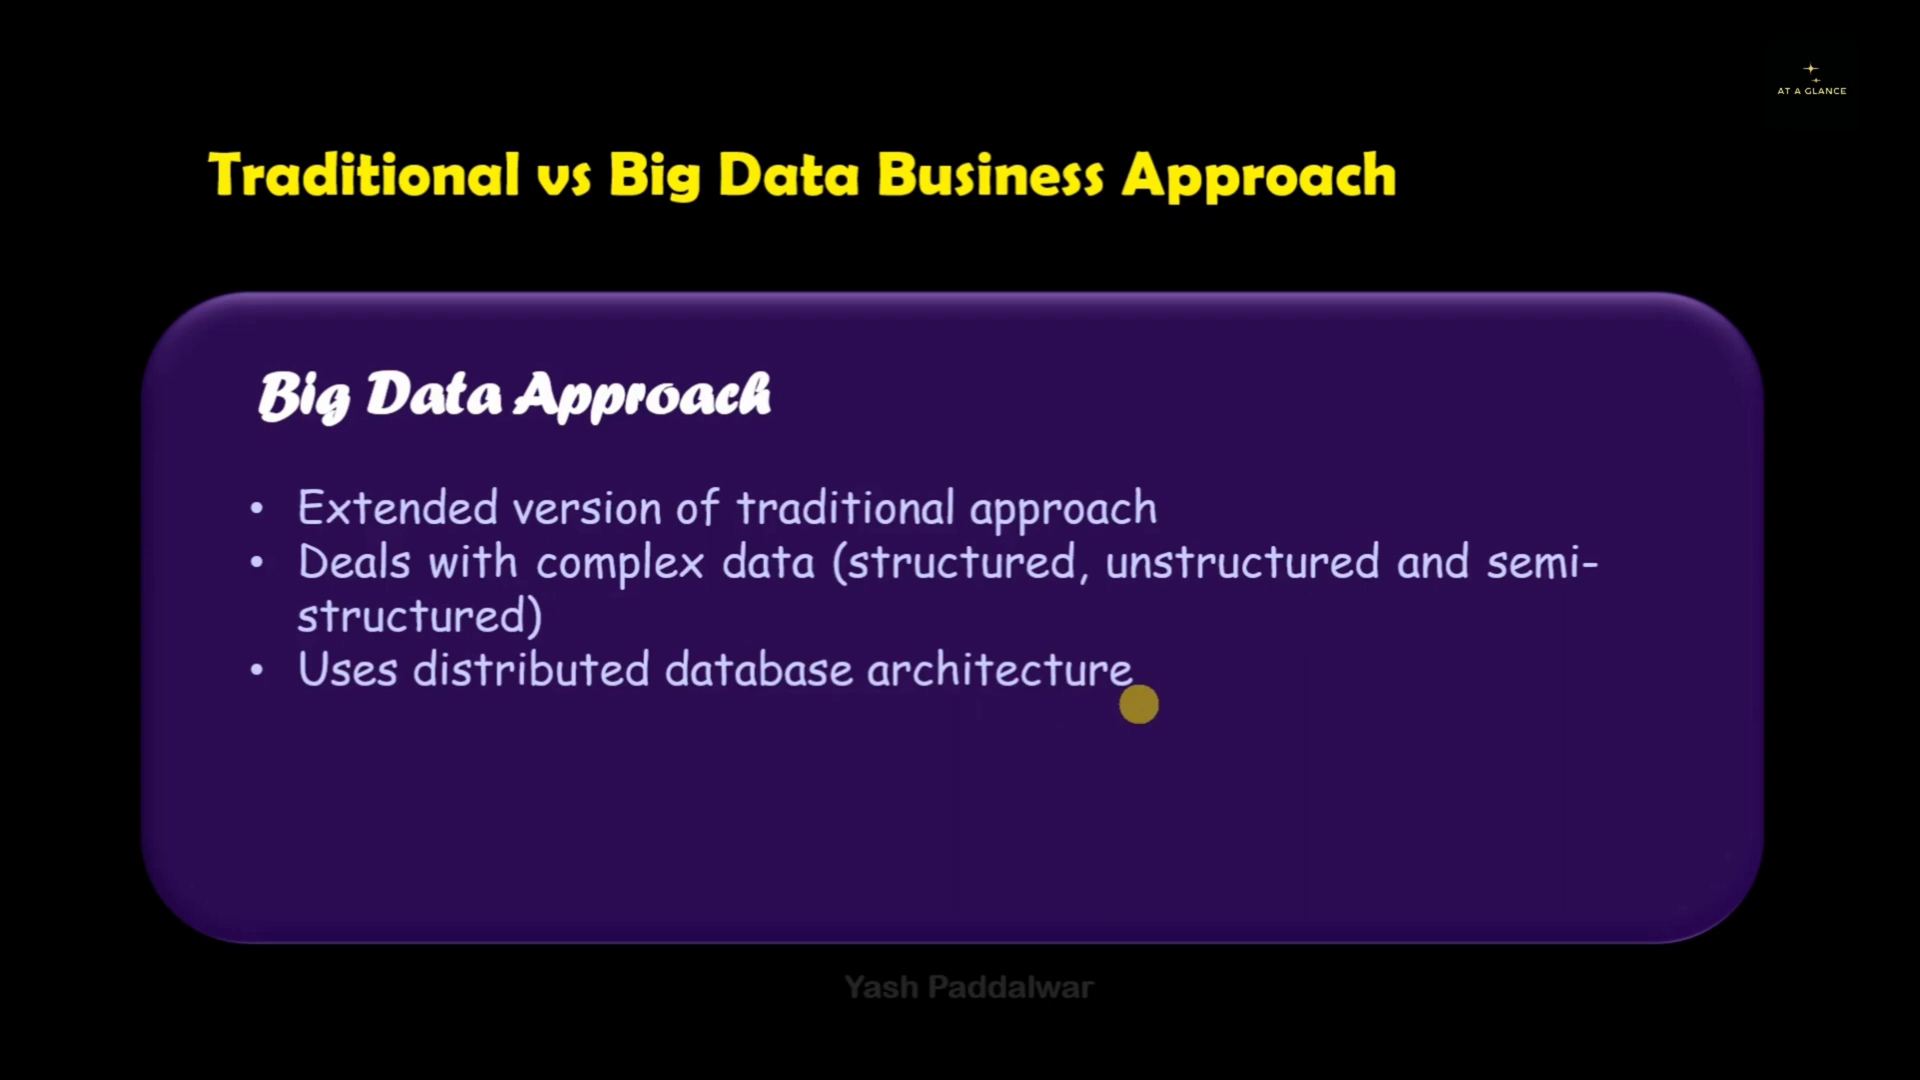 AT A GLANCE
Traditional vs Big Data Business Approach
Big Data Approach
• Extended version of traditional approach
• Deals with complex data (structured, unstructured and semi-
structured)
• Uses distributed database architecture
Yash Paddalwar